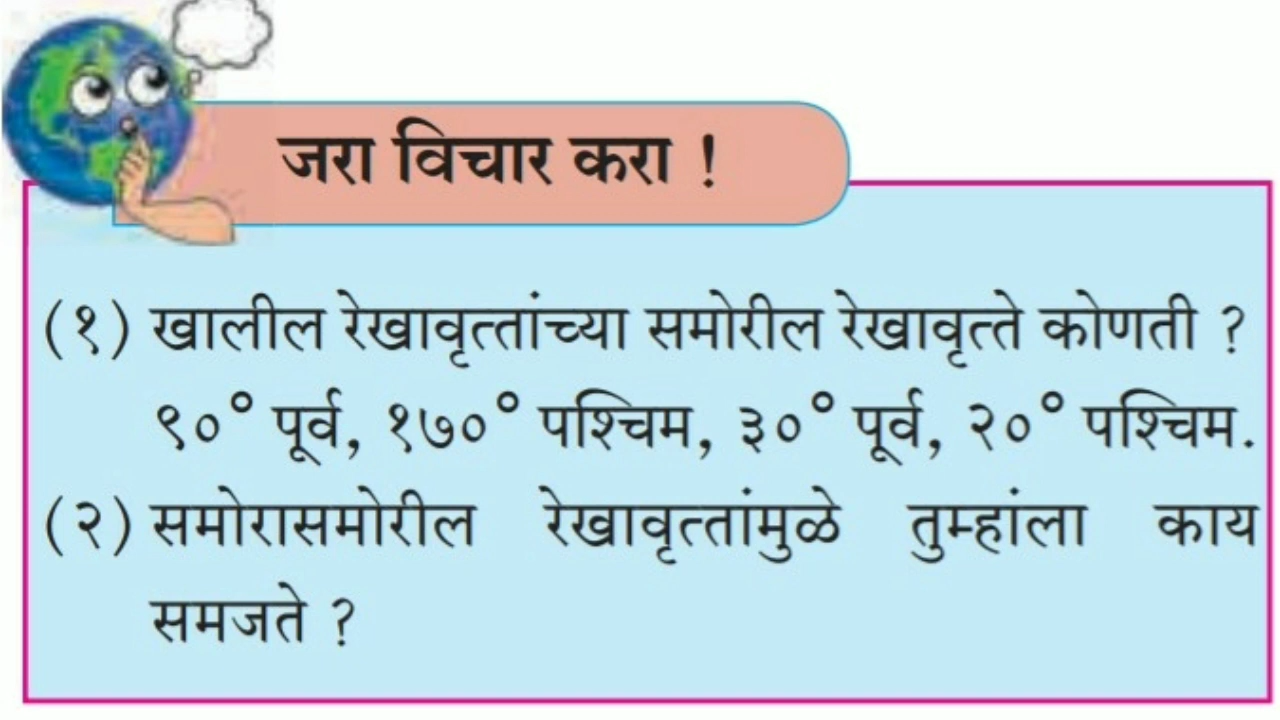 जरा विचार करा !
(१) खालील रेखावृत्तांच्या समोरील रेखावृत्ते कोणती ?
९०° पूर्व, १७०° पश्चिम, ३०° पूर्व, २०° पश्चिम.
(२) समोरासमोरील रेखावृत्तांमुळे तुम्हांला काय
समजते ?